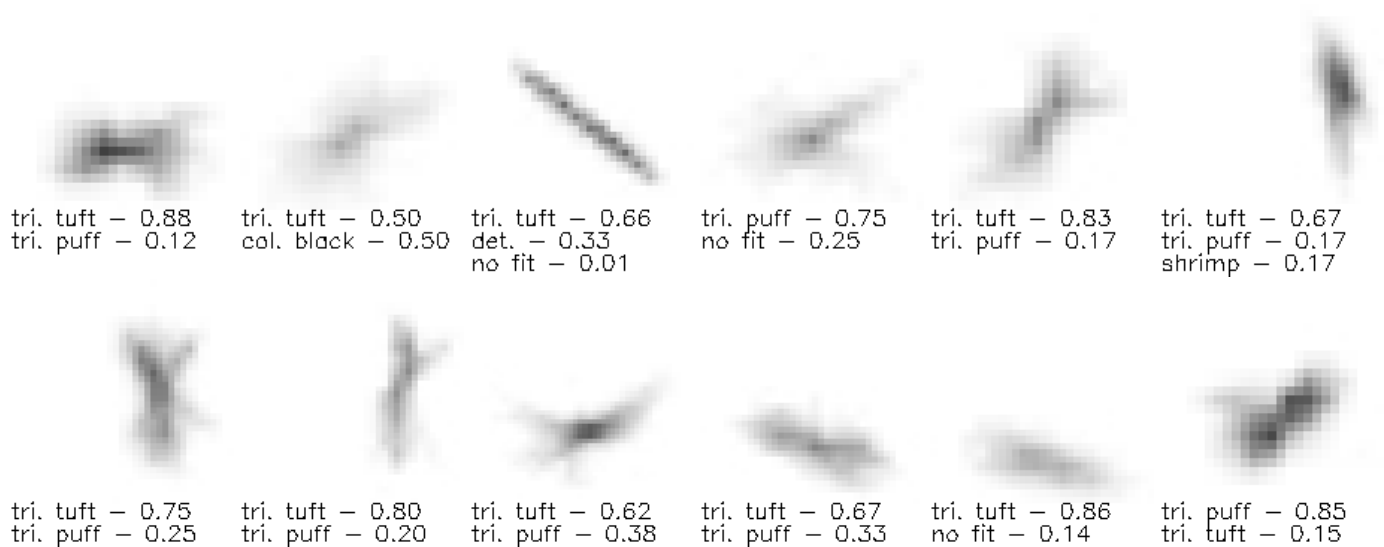 tri. tuft – 0.88
tri. puff – 0.12
tri. tuft – 0.50
col. black – 0.50
tri. tuft – 0.66
det. – 0.33
no fit – 0.01
tri. puff – 0.75
no fit – 0.25
tri. tuft – 0.83
tri. puff – 0.17
tri. tuft – 0.67
tri. puff – 0.17
shrimp – 0.17
tri. tuft – 0.75
tri. puff – 0.25
tri. tuft – 0.80
tri. puff – 0.20
tri. tuft – 0.62
tri. puff – 0.38
tri. tuft – 0.67
tri. puff – 0.33
tri. tuft – 0.86
no fit – 0.14
tri. puff – 0.85
tri. tuft – 0.15